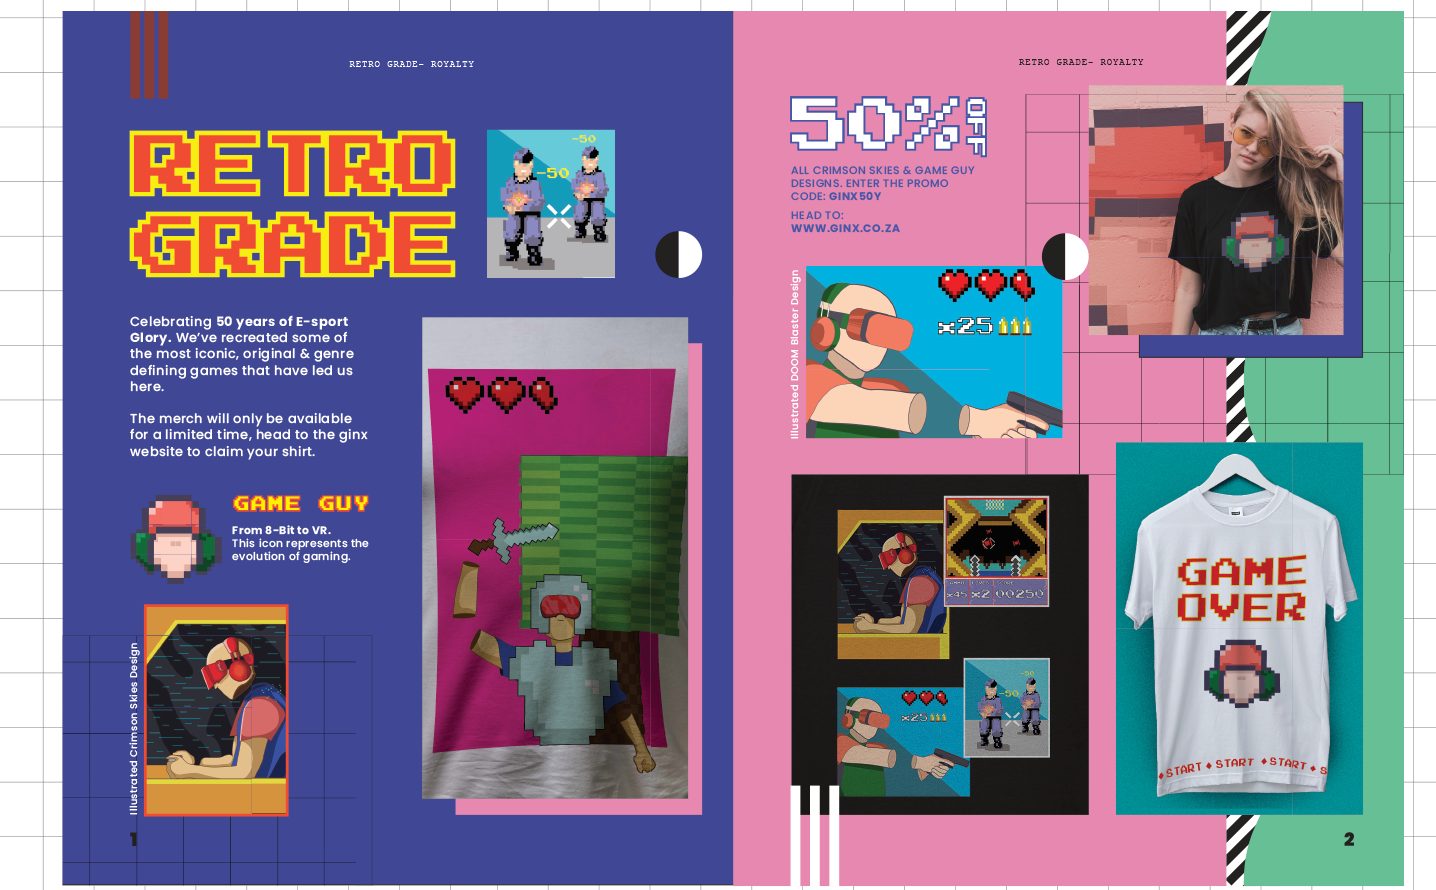 RETRO GRADE- ROYALTY
RETRO
GRADE
-50
-50
Celebrating 50 years of E-sport
Glory. We've recreated some of
the most iconic, original & genre
defining games that have led us
here.
The merch will only be available
for a limited time, head to the ginx
website to claim your shirt.
GAME GUY
From 8-Bit to VR.
This icon represents the
evolution of gaming.
Illustrated Crimson Skies Design
1
RETRO GRADE- ROYALTY
50% OFF
ALL CRIMSON SKIES & GAME GUY
DESIGNS. ENTER THE PROMO
CODE: GINX50Y
HEAD TO:
WWW.GINX.CO.ZA
Illustrated DOOM Blaster Design
x25
AMMO LIVES SCORE
x45 x2 00250
x25
-50
-50
GAME
OVER
START ♦ START ♦ START ♦ S
2